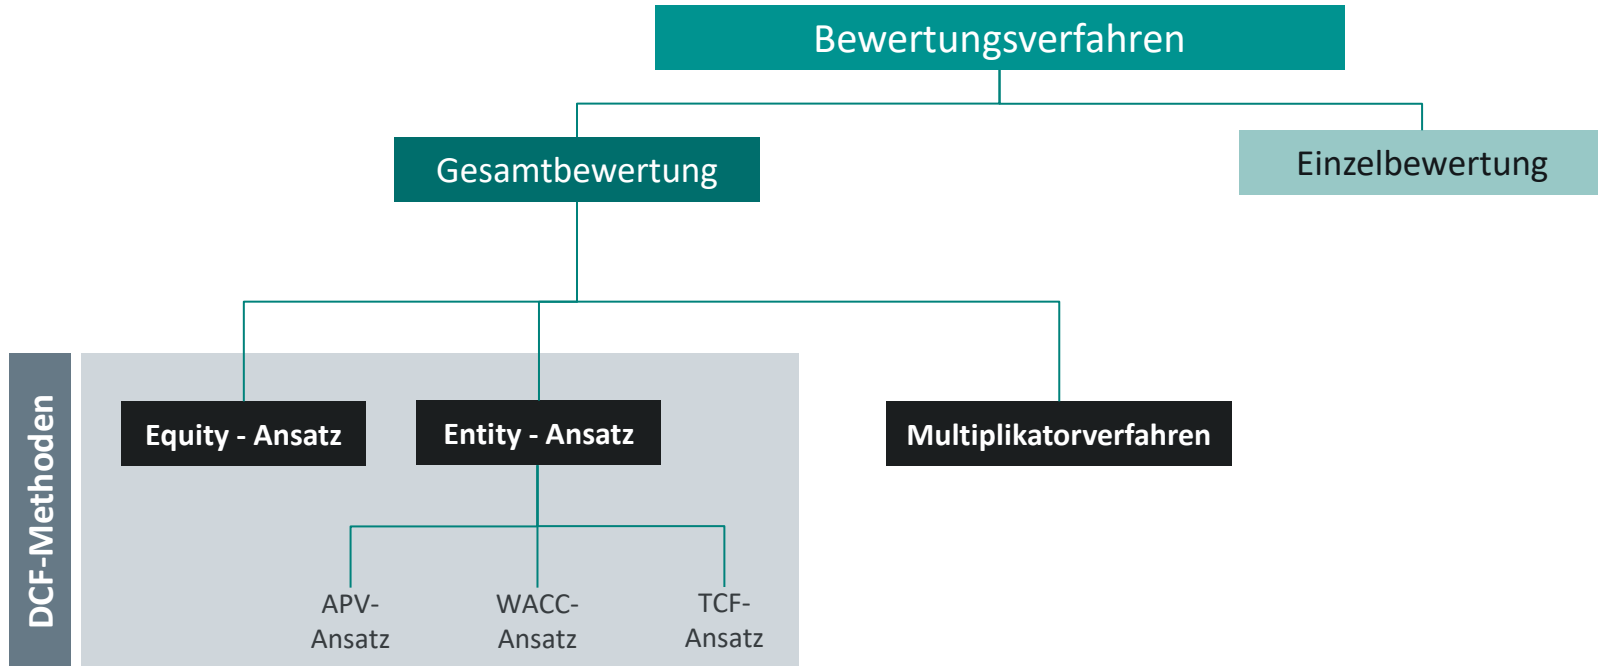 Bewertungsverfahren
Gesamtbewertung
Einzelbewertung
DCF-Methoden
Equity - Ansatz
Entity - Ansatz
Multiplikatorverfahren
APV-
Ansatz
WACC-
Ansatz
TCF-
Ansatz